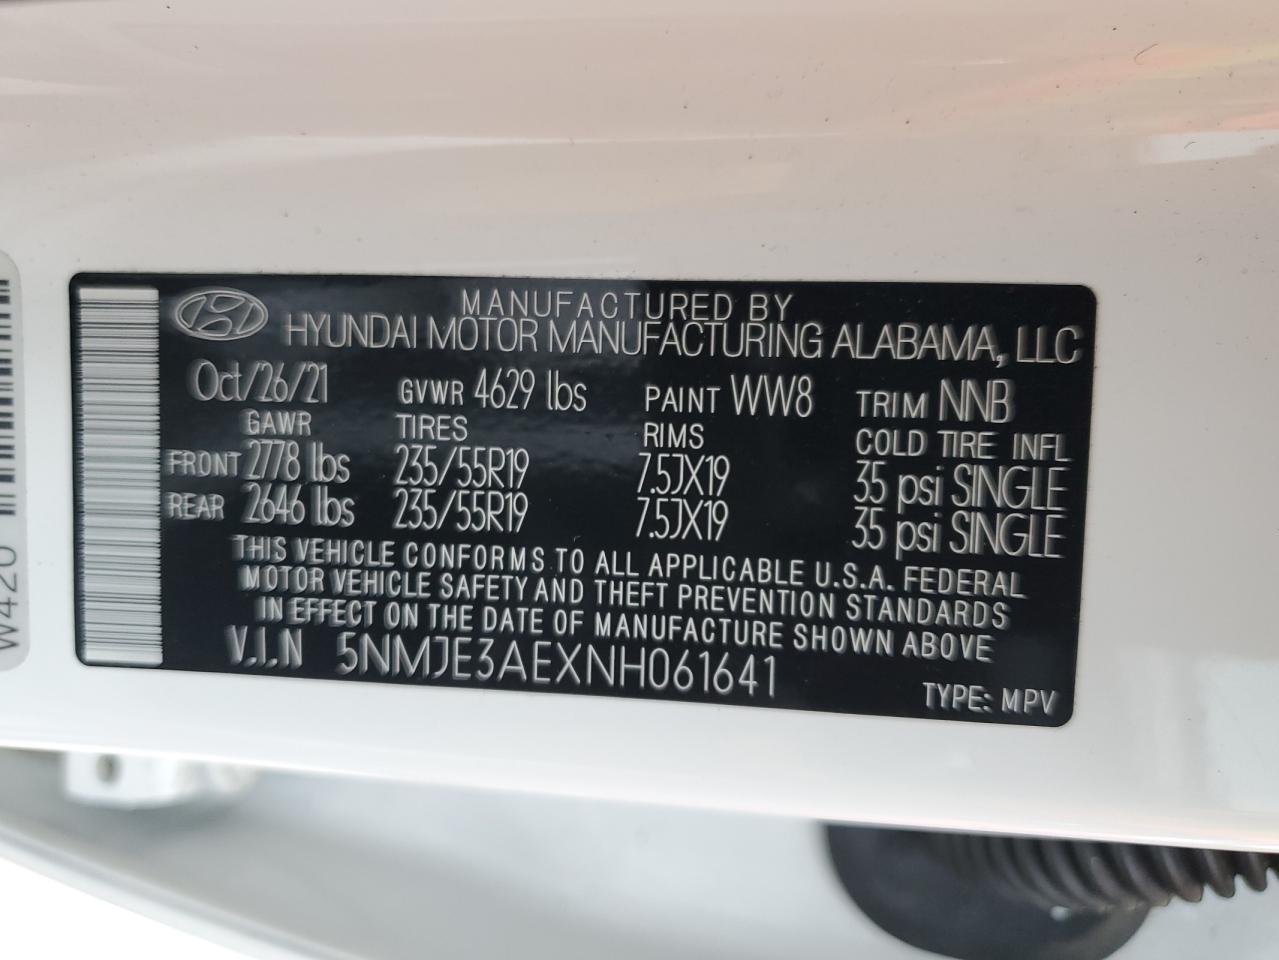 MANUFACTURED BY
HYUNDAI MOTOR MANUFACTURING ALABAMA, LLC
Oct/26/21 GVWR 4629 lbs PAINT WW8 TRIM NNB
GAWR TIRES RIMS COLD TIRE INFL
FRONT 2778 lbs 235/55R19 7.5JX19 35 psi SINGLE
REAR 2646 lbs 235/55R19 7.5JX19 35 psi SINGLE
THIS VEHICLE CONFORMS TO ALL APPLICABLE U.S.A. FEDERAL
MOTOR VEHICLE SAFETY AND THEFT PREVENTION STANDARDS
IN EFFECT ON THE DATE OF MANUFACTURE SHOWN ABOVE
V.I.N 5NMJE3AEXNH061641
TYPE: MPV
W420